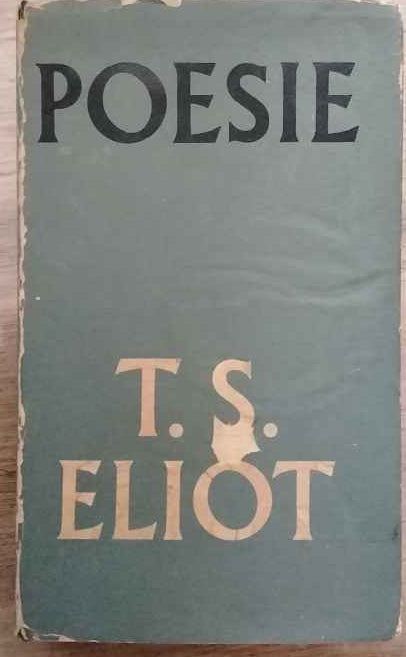 POESIE
T. S.
ELIOT